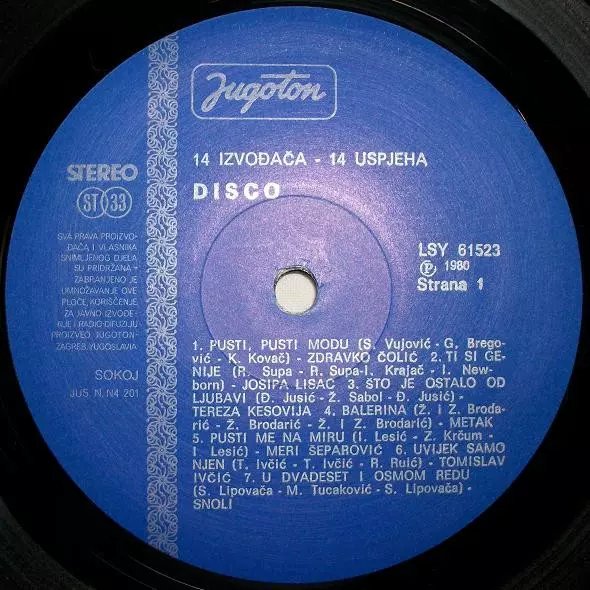 Jugoton
14 IZVOĐAČA - 14 USPJEHA
DISCO
STEREO
ST 33
SVA PRAVA PROIZVO-
ĐAČA I VLASNIKA
SNIMLJENOG DJELA
SU PRIDRŽANA -
ZABRANJENO JE
UMNOŽAVANJE OVE
PLOČE, KORIŠĆENJE
ZA JAVNO IZVOĐE-
NJE I RADIO-DIFUZIJU
PROIZVEO JUGOTON-
ZAGREB, YUGOSLAVIA
SOKOJ
JUS N.N4 201
LSY 61523
Ⓟ 1980
Strana 1
1. PUSTI, PUSTI MODU (S. Vujović - G. Brego-
vić - K. Kovač) - ZDRAVKO ČOLIĆ 2. TI SI GE-
NIJE (R. Supa - R. Supa-I. Krajač - I. New-
born) - JOSIPA LISAC 3. ŠTO JE OSTALO OD
LJUBAVI (Đ. Jusić - Ž. Sabol - Đ. Jusić) -
TEREZA KESOVIJA 4. BALERINA (Ž. I Z. Broda-
rić - Ž. Brodarić - Ž. I Z. Brodarić) - METAK
5. PUSTI ME NA MIRU (I. Lesić - Z. Krčum -
I. Lesić) - MERI ŠEPAROVIĆ 6. UVIJEK SAMO
NJEN (T. Ivčić - T. Ivčić - R. Ruić) - TOMISLAV
IVČIĆ 7. U DVADESET I OSMOM REDU
(S. Lipovača - M. Tucaković - S. Lipovača) -
SNOLI